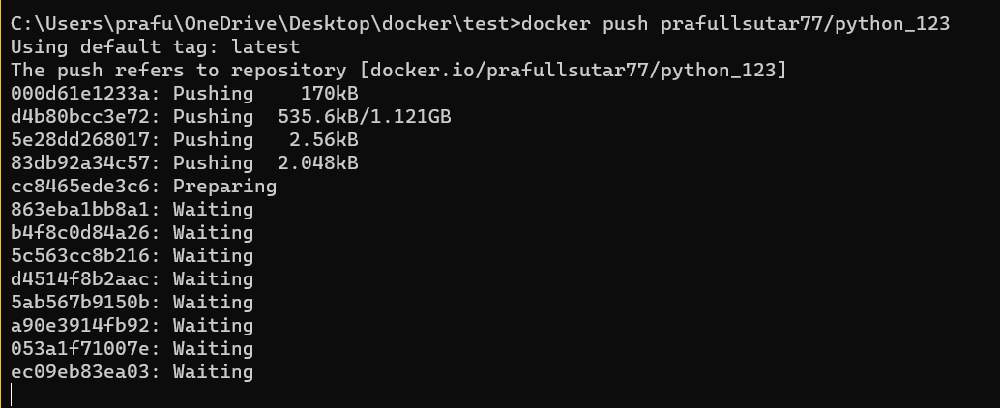 C:\Users\prafu\OneDrive\Desktop\docker\test>docker push prafullsutar77/python_123
Using default tag: latest
The push refers to repository [docker.io/prafullsutar77/python_123]
000d61e1233a: Pushing    170kB
d4b80bcc3e72: Pushing  535.6kB/1.121GB
5e28dd268017: Pushing   2.56kB
83db92a34c57: Pushing  2.048kB
cc8465ede3c6: Preparing
863eba1bb8a1: Waiting
b4f8c0d84a26: Waiting
5c563cc8b216: Waiting
d4514f8b2aac: Waiting
5ab567b9150b: Waiting
a90e3914fb92: Waiting
053a1f71007e: Waiting
ec09eb83ea03: Waiting